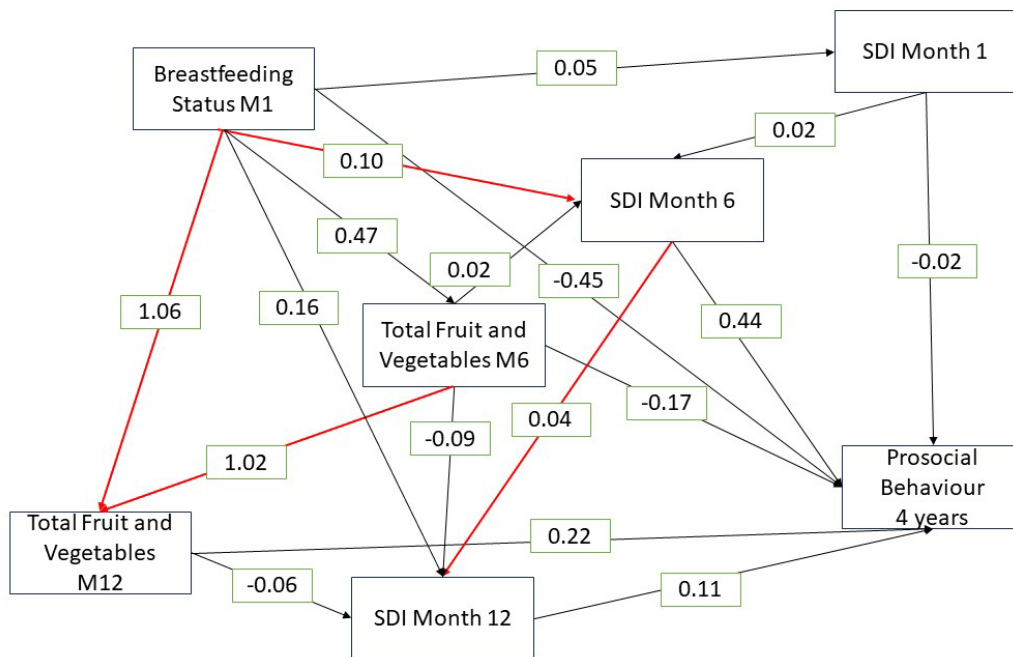 Breastfeeding
Status M1
0.05
SDI Month 1
0.10
0.02
SDI Month 6
0.47
0.02
-0.45
-0.02
1.06
0.16
Total Fruit and
Vegetables M6
0.44
-0.17
1.02
-0.09
0.04
Prosocial
Behaviour
4 years
Total Fruit and
Vegetables
M12
0.22
-0.06
SDI Month 12
0.11